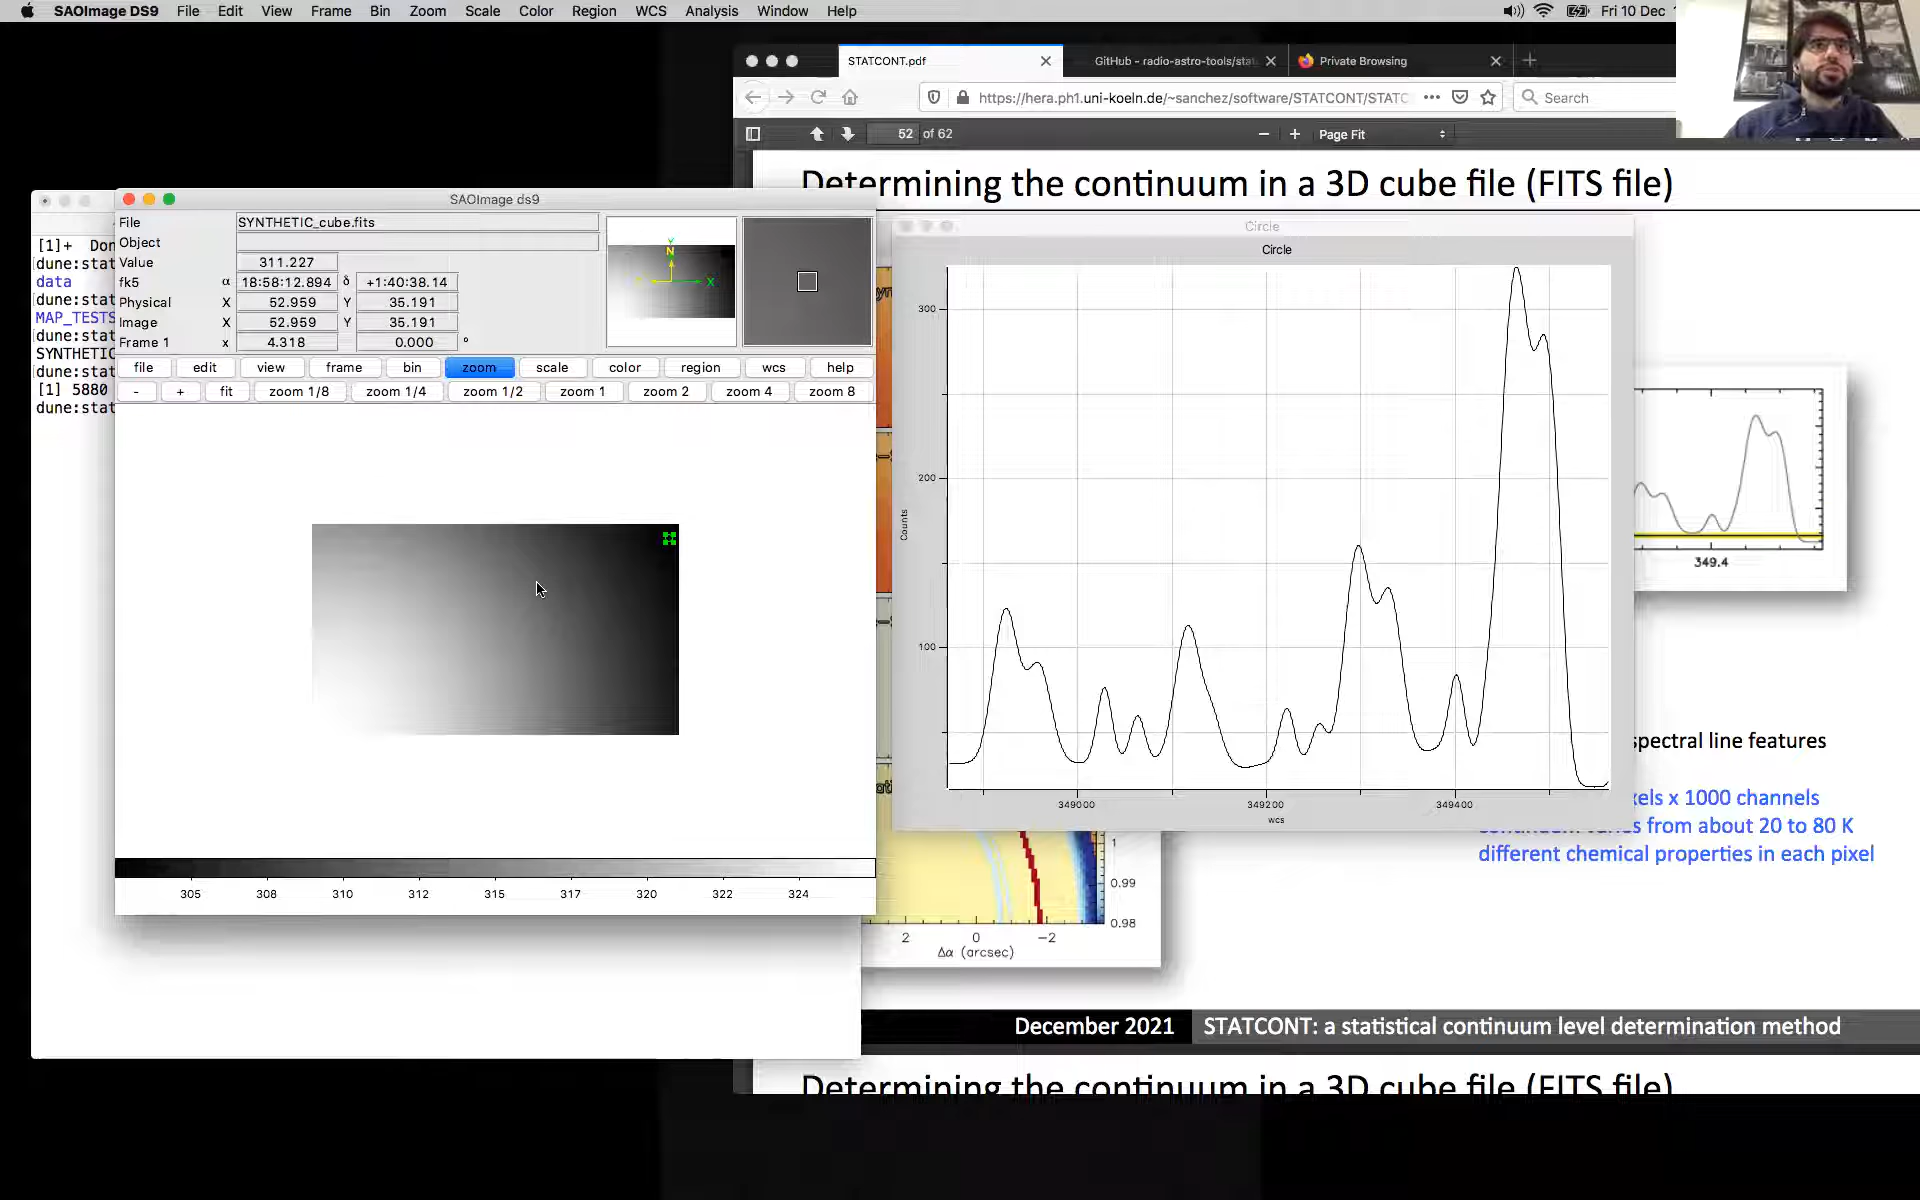 SAOImage DS9 File Edit View Frame Bin Zoom Scale Color Region WCS Analysis Window Help
Fri 10 Dec
STATCONT.pdf
GitHub - radio-astro-tools/stat
Private Browsing
https://hera.ph1.uni-koeln.de/~sanchez/software/STATCONT/STATC
Search
52 of 62
Page Fit
Determining the continuum in a 3D cube file (FITS file)
SAOImage ds9
File SYNTHETIC_cube.fits
Object
Value 311.227
fk5 α 18:58:12.894 δ +1:40:38.14
Physical X 52.959 Y 35.191
Image X 52.959 Y 35.191
Frame 1 x 4.318 0.000 °
file edit view frame bin zoom scale color region wcs help
- + fit zoom 1/8 zoom 1/4 zoom 1/2 zoom 1 zoom 2 zoom 4 zoom 8
305 308 310 312 315 317 320 322 324
[1]+ Don
dune:stat
data
dune:stat
MAP_TESTS
dune:stat
SYNTHETIC
dune:stat
[1] 5880
dune:stat
X
Y
N
Circle
Circle
300
200
100
Counts
349000 349200 349400
wcs
349.4
spectral line features
xels x 1000 channels
s from about 20 to 80 K
different chemical properties in each pixel
1
0.99
0.98
2 0 −2
Δα (arcsec)
December 2021
STATCONT: a statistical continuum level determination method
Determining the continuum in a 3D cube file (FITS file)